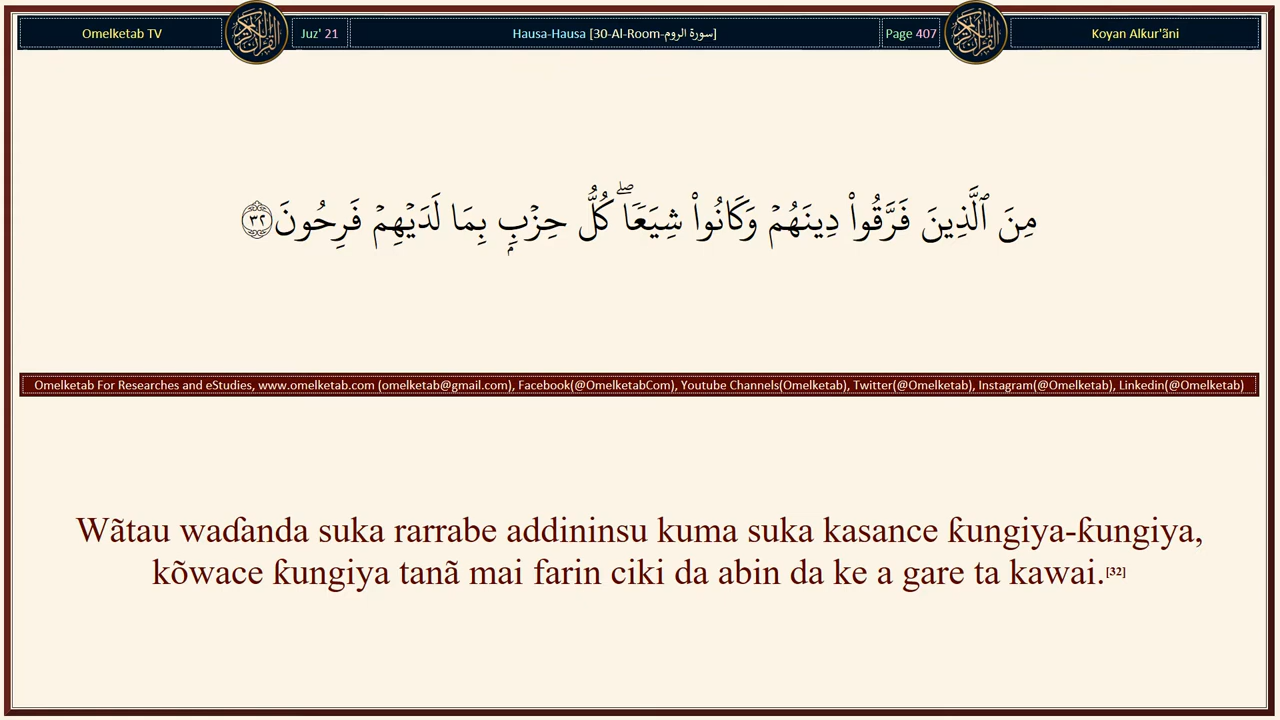 Omelketab TV
Juz' 21
Hausa-Hausa [30-Al-Room-سورة الروم]
Page 407
Koyan Alƙur'ãni
مِنَ ٱلَّذِينَ فَرَّقُواْ دِينَهُمۡ وَكَانُواْ شِيَعٗاۖ كُلُّ حِزۡبِۭ بِمَا لَدَيۡهِمۡ فَرِحُونَ ٣٢
Omelketab For Researches and eStudies, www.omelketab.com (omelketab@gmail.com), Facebook(@OmelketabCom), Youtube Channels(Omelketab), Twitter(@Omelketab), Instagram(@Omelketab), Linkedin(@Omelketab)
Wãtau waɗanda suka rarrabe addininsu kuma suka kasance ƙungiya-ƙungiya,
kõwace ƙungiya tanã mai farin ciki da abin da ke a gare ta kawai.[32]